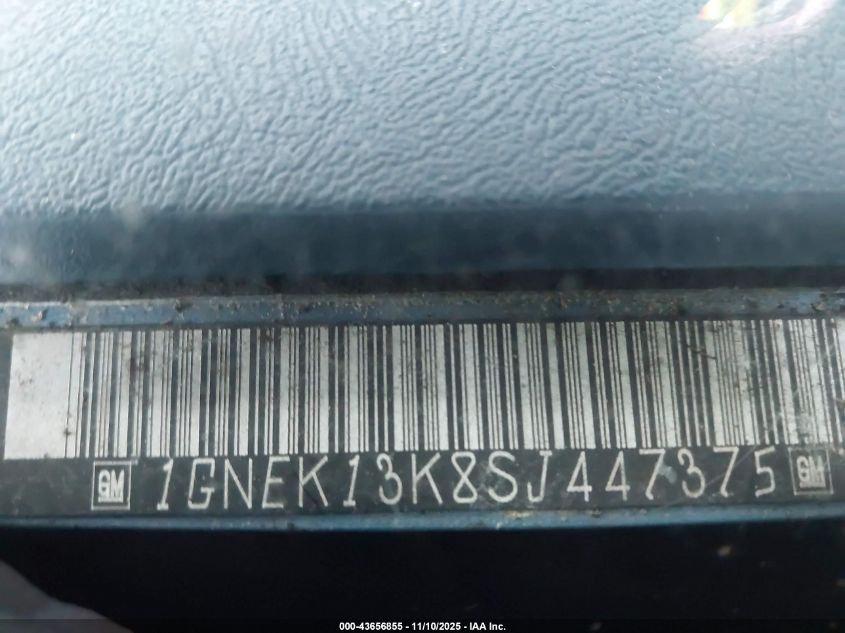 GM 1GNEK13K8SJ447375 GM
000-43656855 - 11/10/2025 - IAA Inc.